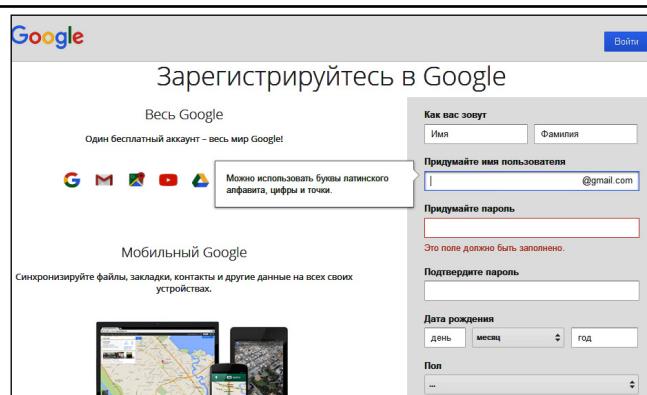 Google
Войти
Зарегистрируйтесь в Google
Весь Google
Один бесплатный аккаунт – весь мир Google!
Мобильный Google
Синхронизируйте файлы, закладки, контакты и другие данные на всех своих
устройствах.
Можно использовать буквы латинского
алфавита, цифры и точки.
Как вас зовут
Имя
Фамилия
Придумайте имя пользователя
@gmail.com
Придумайте пароль
Это поле должно быть заполнено.
Подтвердите пароль
Дата рождения
день
месяц
год
Пол
...